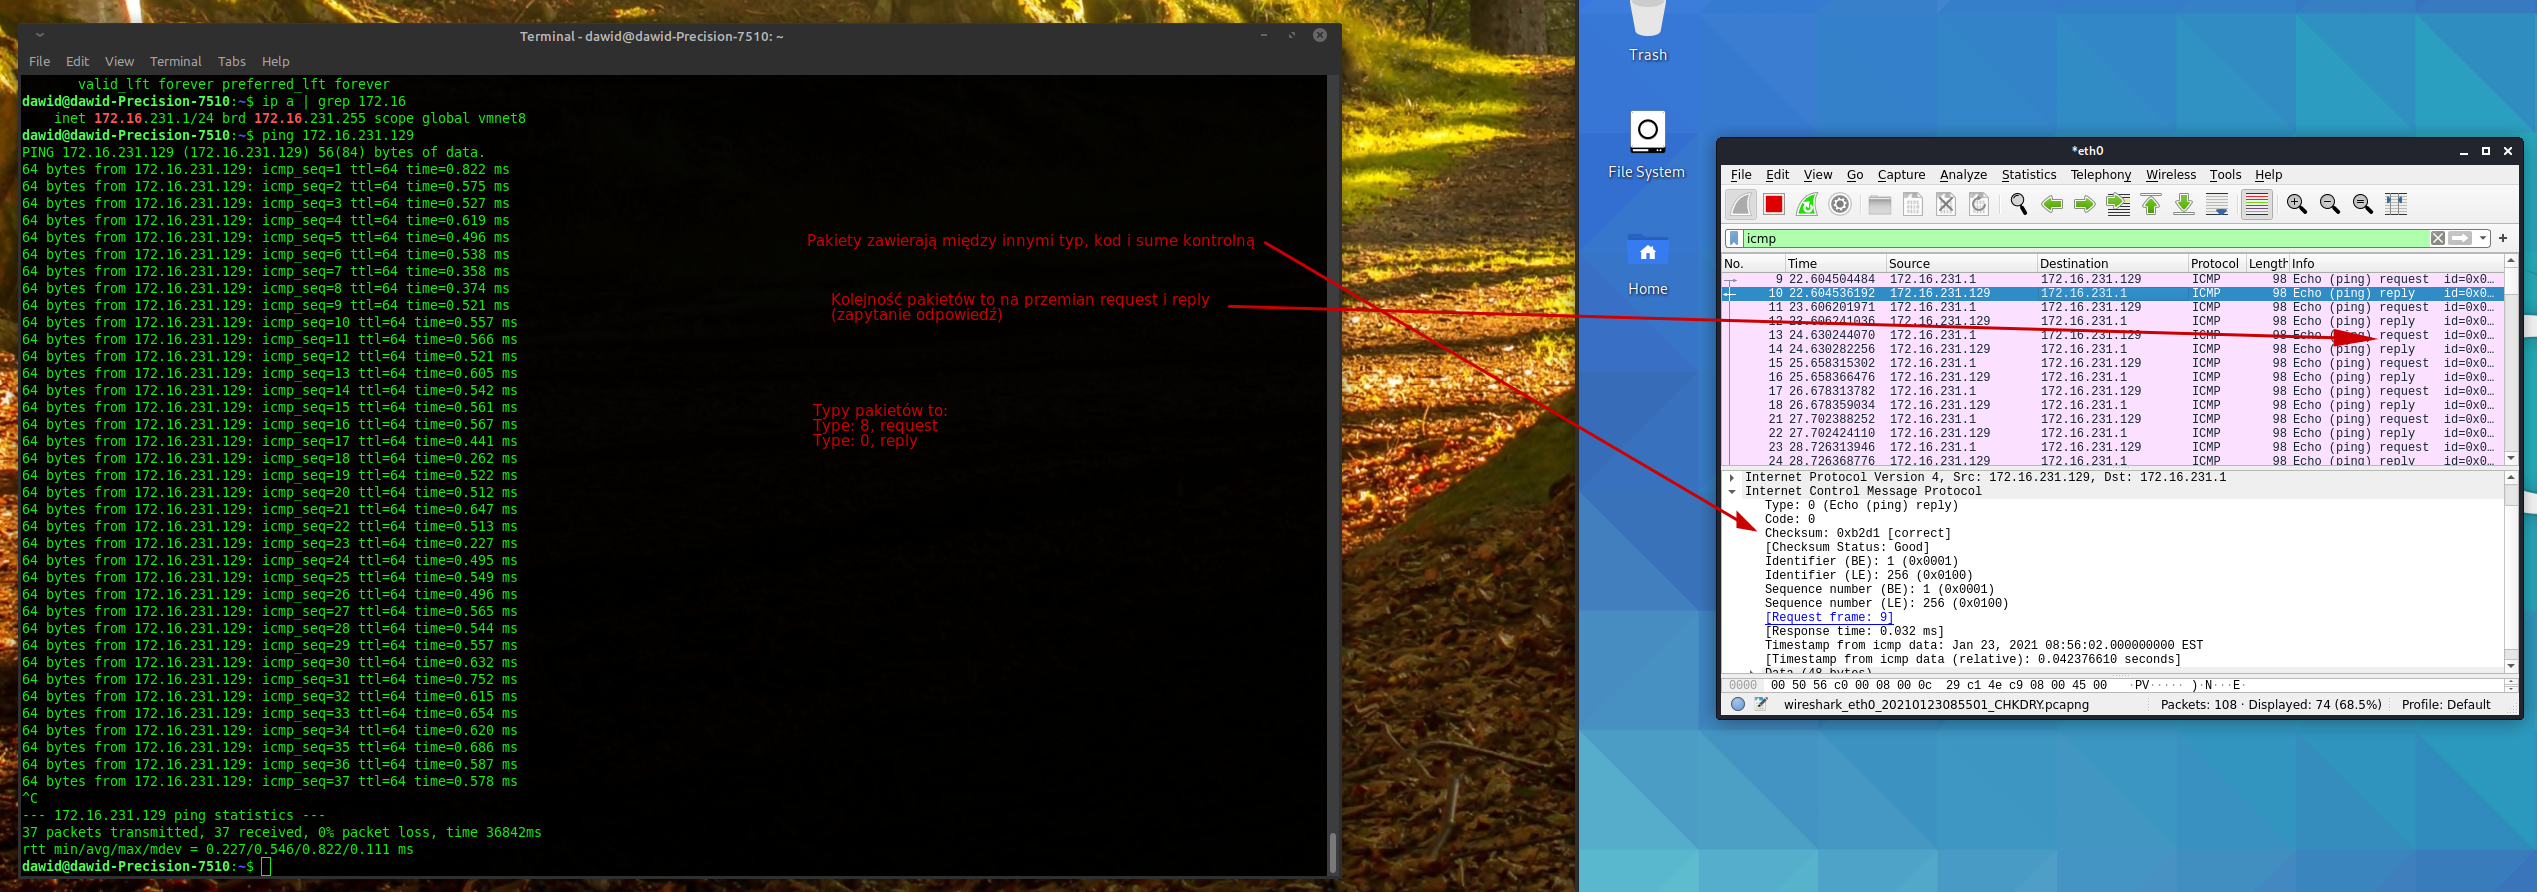 Terminal - dawid@dawid-Precision-7510: ~
File Edit View Terminal Tabs Help
valid_lft forever preferred_lft forever
dawid@dawid-Precision-7510:~$ ip a | grep 172.16
inet 172.16.231.1/24 brd 172.16.231.255 scope global vmnet8
dawid@dawid-Precision-7510:~$ ping 172.16.231.129
PING 172.16.231.129 (172.16.231.129) 56(84) bytes of data.
64 bytes from 172.16.231.129: icmp_seq=1 ttl=64 time=0.822 ms
64 bytes from 172.16.231.129: icmp_seq=2 ttl=64 time=0.575 ms
64 bytes from 172.16.231.129: icmp_seq=3 ttl=64 time=0.527 ms
64 bytes from 172.16.231.129: icmp_seq=4 ttl=64 time=0.619 ms
64 bytes from 172.16.231.129: icmp_seq=5 ttl=64 time=0.496 ms
64 bytes from 172.16.231.129: icmp_seq=6 ttl=64 time=0.538 ms
64 bytes from 172.16.231.129: icmp_seq=7 ttl=64 time=0.358 ms
64 bytes from 172.16.231.129: icmp_seq=8 ttl=64 time=0.374 ms
64 bytes from 172.16.231.129: icmp_seq=9 ttl=64 time=0.521 ms
64 bytes from 172.16.231.129: icmp_seq=10 ttl=64 time=0.557 ms
64 bytes from 172.16.231.129: icmp_seq=11 ttl=64 time=0.566 ms
64 bytes from 172.16.231.129: icmp_seq=12 ttl=64 time=0.521 ms
64 bytes from 172.16.231.129: icmp_seq=13 ttl=64 time=0.605 ms
64 bytes from 172.16.231.129: icmp_seq=14 ttl=64 time=0.542 ms
64 bytes from 172.16.231.129: icmp_seq=15 ttl=64 time=0.561 ms
64 bytes from 172.16.231.129: icmp_seq=16 ttl=64 time=0.567 ms
64 bytes from 172.16.231.129: icmp_seq=17 ttl=64 time=0.441 ms
64 bytes from 172.16.231.129: icmp_seq=18 ttl=64 time=0.262 ms
64 bytes from 172.16.231.129: icmp_seq=19 ttl=64 time=0.522 ms
64 bytes from 172.16.231.129: icmp_seq=20 ttl=64 time=0.512 ms
64 bytes from 172.16.231.129: icmp_seq=21 ttl=64 time=0.647 ms
64 bytes from 172.16.231.129: icmp_seq=22 ttl=64 time=0.513 ms
64 bytes from 172.16.231.129: icmp_seq=23 ttl=64 time=0.227 ms
64 bytes from 172.16.231.129: icmp_seq=24 ttl=64 time=0.495 ms
64 bytes from 172.16.231.129: icmp_seq=25 ttl=64 time=0.549 ms
64 bytes from 172.16.231.129: icmp_seq=26 ttl=64 time=0.496 ms
64 bytes from 172.16.231.129: icmp_seq=27 ttl=64 time=0.565 ms
64 bytes from 172.16.231.129: icmp_seq=28 ttl=64 time=0.544 ms
64 bytes from 172.16.231.129: icmp_seq=29 ttl=64 time=0.557 ms
64 bytes from 172.16.231.129: icmp_seq=30 ttl=64 time=0.632 ms
64 bytes from 172.16.231.129: icmp_seq=31 ttl=64 time=0.752 ms
64 bytes from 172.16.231.129: icmp_seq=32 ttl=64 time=0.615 ms
64 bytes from 172.16.231.129: icmp_seq=33 ttl=64 time=0.654 ms
64 bytes from 172.16.231.129: icmp_seq=34 ttl=64 time=0.620 ms
64 bytes from 172.16.231.129: icmp_seq=35 ttl=64 time=0.686 ms
64 bytes from 172.16.231.129: icmp_seq=36 ttl=64 time=0.587 ms
64 bytes from 172.16.231.129: icmp_seq=37 ttl=64 time=0.578 ms
^C
--- 172.16.231.129 ping statistics ---
37 packets transmitted, 37 received, 0% packet loss, time 36842ms
rtt min/avg/max/mdev = 0.227/0.546/0.822/0.111 ms
dawid@dawid-Precision-7510:~$
Pakiety zawierają między innymi typ, kod i sume kontrolną
Kolejność pakietów to na przemian request i reply
(zapytanie odpowiedź)
Typy pakietów to:
Type: 8, request
Type: 0, reply
Trash
File System
Home
*eth0
File Edit View Go Capture Analyze Statistics Telephony Wireless Tools Help
icmp
No. Time Source Destination Protocol Length Info
9 22.604504484 172.16.231.1 172.16.231.129 ICMP 98 Echo (ping) request id=0x0…
10 22.604536192 172.16.231.129 172.16.231.1 ICMP 98 Echo (ping) reply id=0x0…
11 23.606201971 172.16.231.1 172.16.231.129 ICMP 98 Echo (ping) request id=0x0…
12 23.606241036 172.16.231.129 172.16.231.1 ICMP 98 Echo (ping) reply id=0x0…
13 24.630244070 172.16.231.1 172.16.231.129 ICMP 98 Echo (ping) request id=0x0…
14 24.630282256 172.16.231.129 172.16.231.1 ICMP 98 Echo (ping) reply id=0x0…
15 25.658315302 172.16.231.1 172.16.231.129 ICMP 98 Echo (ping) request id=0x0…
16 25.658366476 172.16.231.129 172.16.231.1 ICMP 98 Echo (ping) reply id=0x0…
17 26.678313782 172.16.231.1 172.16.231.129 ICMP 98 Echo (ping) request id=0x0…
18 26.678359034 172.16.231.129 172.16.231.1 ICMP 98 Echo (ping) reply id=0x0…
21 27.702388252 172.16.231.1 172.16.231.129 ICMP 98 Echo (ping) request id=0x0…
22 27.702424110 172.16.231.129 172.16.231.1 ICMP 98 Echo (ping) reply id=0x0…
23 28.726313946 172.16.231.1 172.16.231.129 ICMP 98 Echo (ping) request id=0x0…
24 28.726368776 172.16.231.129 172.16.231.1 ICMP 98 Echo (ping) reply id=0x0…
Internet Protocol Version 4, Src: 172.16.231.129, Dst: 172.16.231.1
Internet Control Message Protocol
Type: 0 (Echo (ping) reply)
Code: 0
Checksum: 0xb2d1 [correct]
[Checksum Status: Good]
Identifier (BE): 1 (0x0001)
Identifier (LE): 256 (0x0100)
Sequence number (BE): 1 (0x0001)
Sequence number (LE): 256 (0x0100)
[Request frame: 9]
[Response time: 0.032 ms]
Timestamp from icmp data: Jan 23, 2021 08:56:02.000000000 EST
[Timestamp from icmp data (relative): 0.042376610 seconds]
Data (48 bytes)
0000 00 50 56 c0 00 08 00 0c 29 c1 4e c9 08 00 45 00 ·PV····· )·N···E·
wireshark_eth0_20210123085501_CHKDRY.pcapng
Packets: 108 · Displayed: 74 (68.5%)
Profile: Default